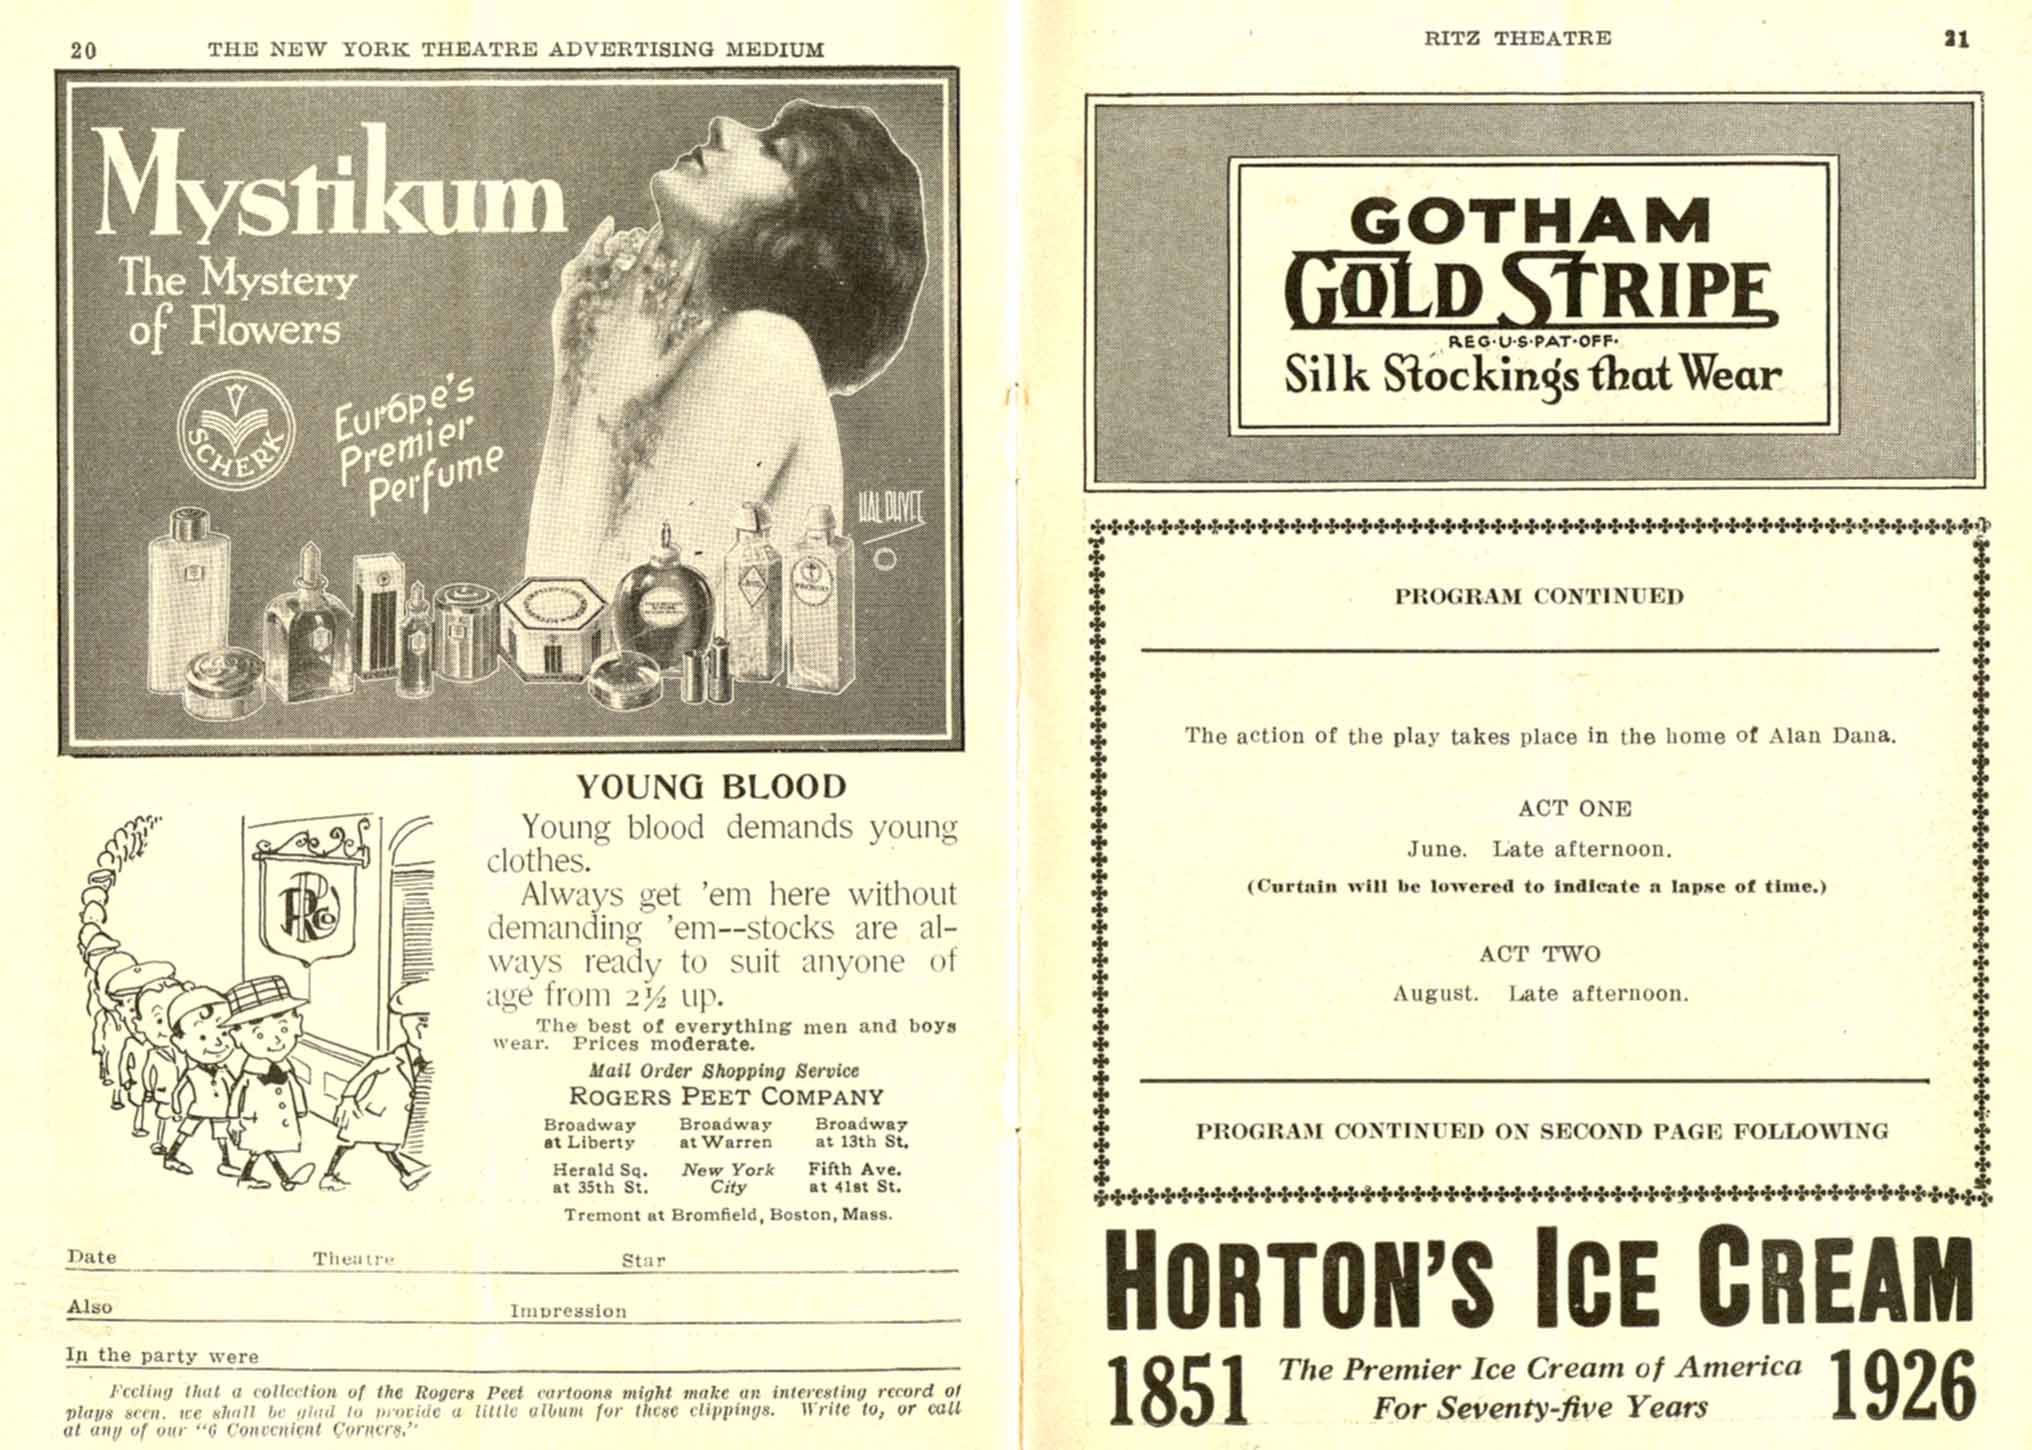 20 THE NEW YORK THEATRE ADVERTISING MEDIUM
Mystikum
The Mystery
of Flowers
SCHERK
Europe's
Premier
Perfume
YOUNG BLOOD
Young blood demands young
clothes.
Always get 'em here without
demanding 'em--stocks are al-
ways ready to suit anyone of
age from 2½ up.
The best of everything men and boys
wear. Prices moderate.
Mail Order Shopping Service
ROGERS PEET COMPANY
Broadway Broadway Broadway
at Liberty at Warren at 13th St.
Herald Sq. New York Fifth Ave.
at 35th St. City at 41st St.
Tremont at Bromfield, Boston, Mass.
Date Theatre Star
Also Impression
In the party were
Feeling that a collection of the Rogers Peet cartoons might make an interesting record of
plays seen, we shall be glad to provide a little album for these clippings. Write to, or call
at any of our "6 Convenient Corners."
RITZ THEATRE 21
GOTHAM
GOLD STRIPE
REG·U·S·PAT·OFF·
Silk Stockings that Wear
PROGRAM CONTINUED
The action of the play takes place in the home of Alan Dana.
ACT ONE
June. Late afternoon.
(Curtain will be lowered to indicate a lapse of time.)
ACT TWO
August. Late afternoon.
PROGRAM CONTINUED ON SECOND PAGE FOLLOWING
HORTON'S ICE CREAM
1851 The Premier Ice Cream of America 1926
For Seventy-five Years